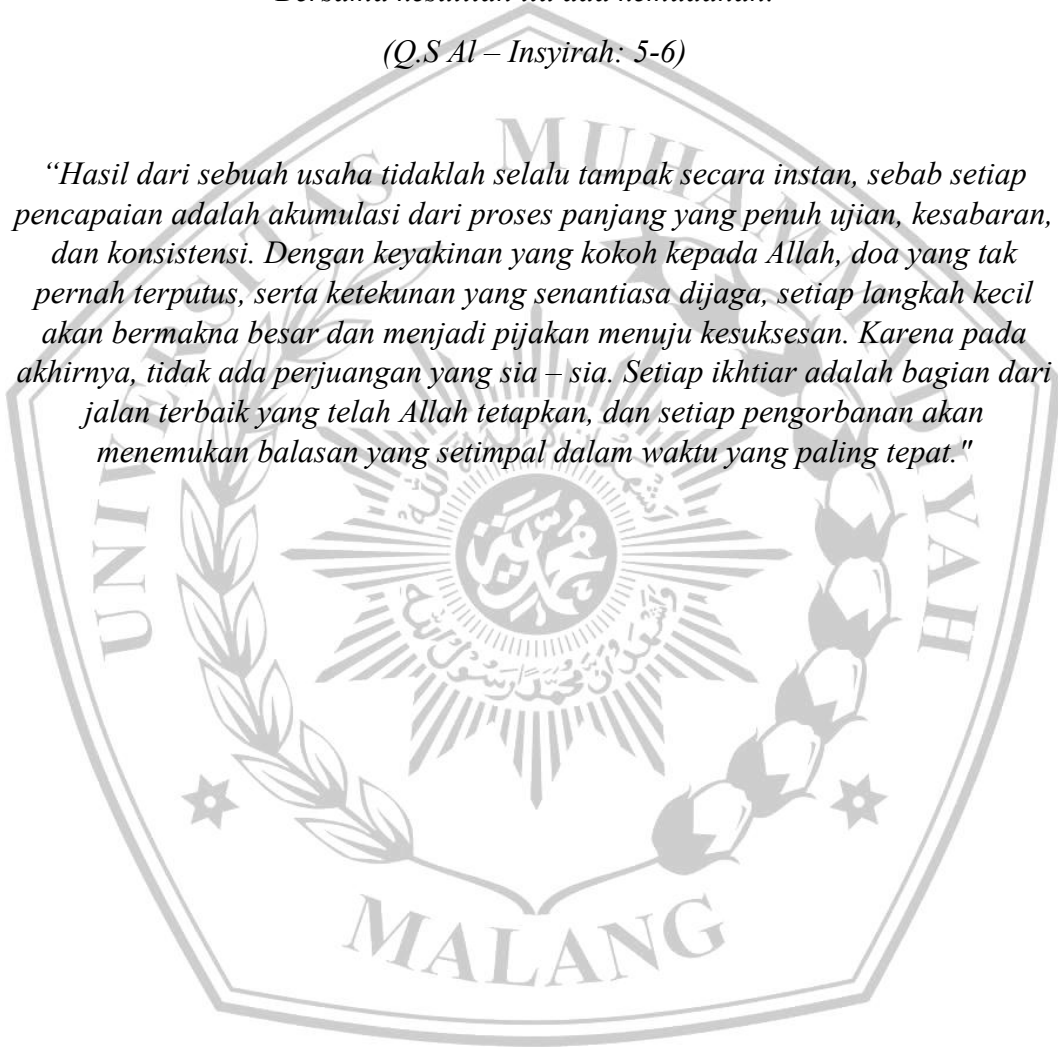 (Q.S Al – Insyirah: 5-6)
“Hasil dari sebuah usaha tidaklah selalu tampak secara instan, sebab setiap
pencapaian adalah akumulasi dari proses panjang yang penuh ujian, kesabaran,
dan konsistensi. Dengan keyakinan yang kokoh kepada Allah, doa yang tak
pernah terputus, serta ketekunan yang senantiasa dijaga, setiap langkah kecil
akan bermakna besar dan menjadi pijakan menuju kesuksesan. Karena pada
akhirnya, tidak ada perjuangan yang sia – sia. Setiap ikhtiar adalah bagian dari
jalan terbaik yang telah Allah tetapkan, dan setiap pengorbanan akan
menemukan balasan yang setimpal dalam waktu yang paling tepat."
UNIVERSITAS MUHAMMADIYAH
MALANG